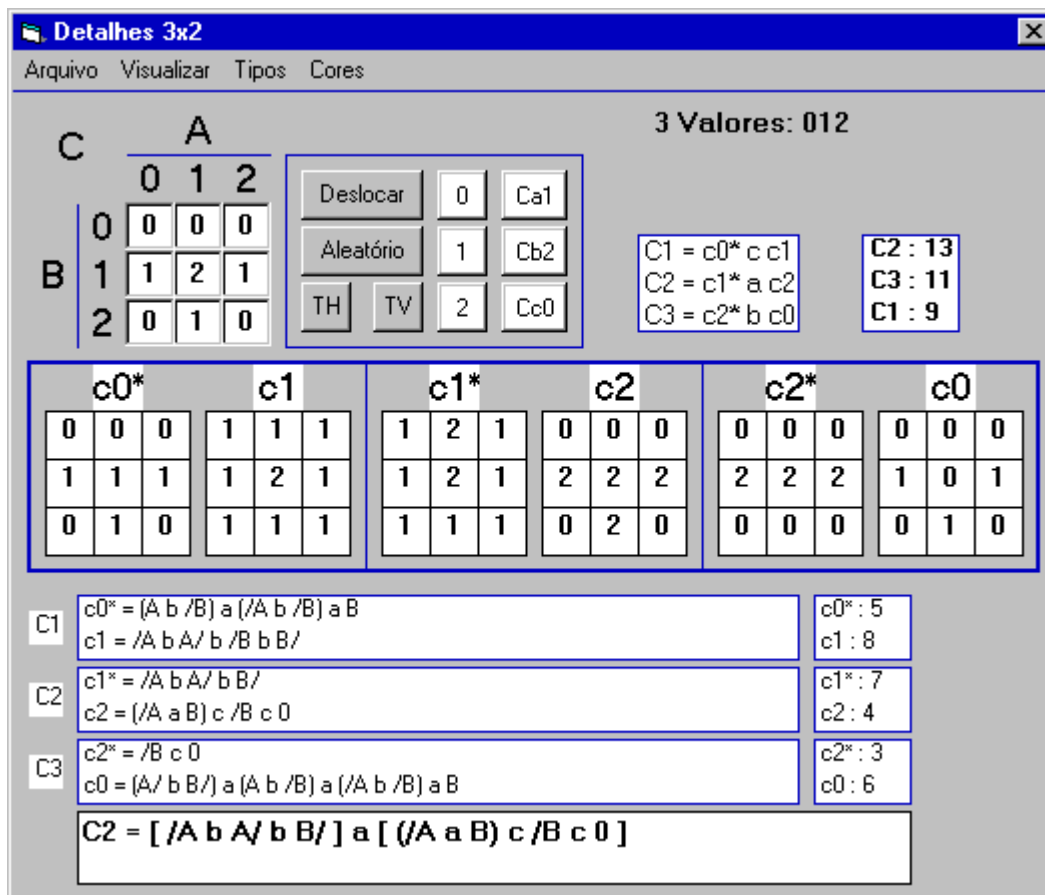 Detalhes 3x2
Arquivo Visualizar Tipos Cores
3 Valores: 012
C A
0 1 2
B
0 0 0 0
1 1 2 1
2 0 1 0
Deslocar 0 Ca1
Aleatório 1 Cb2
TH TV 2 Cc0
C1 = c0* c c1
C2 = c1* a c2
C3 = c2* b c0
C2 : 13
C3 : 11
C1 : 9
c0* c1 c1* c2 c2* c0
0 0 0 1 1 1 1 2 1 0 0 0 0 0 0 0 0 0
1 1 1 1 2 1 1 2 1 2 2 2 2 2 2 1 0 1
0 1 0 1 1 1 1 1 1 0 2 0 0 0 0 0 1 0
C1
c0* = (A b /B) a (/A b /B) a B
c1 = /A b A/ b /B b B/
c0* : 5
c1 : 8
C2
c1* = /A b A/ b B/
c2 = (/A a B) c /B c 0
c1* : 7
c2 : 4
C3
c2* = /B c 0
c0 = (A/ b B/) a (A b /B) a (/A b /B) a B
c2* : 3
c0 : 6
C2 = [ /A b A/ b B/ ] a [ (/A a B) c /B c 0 ]